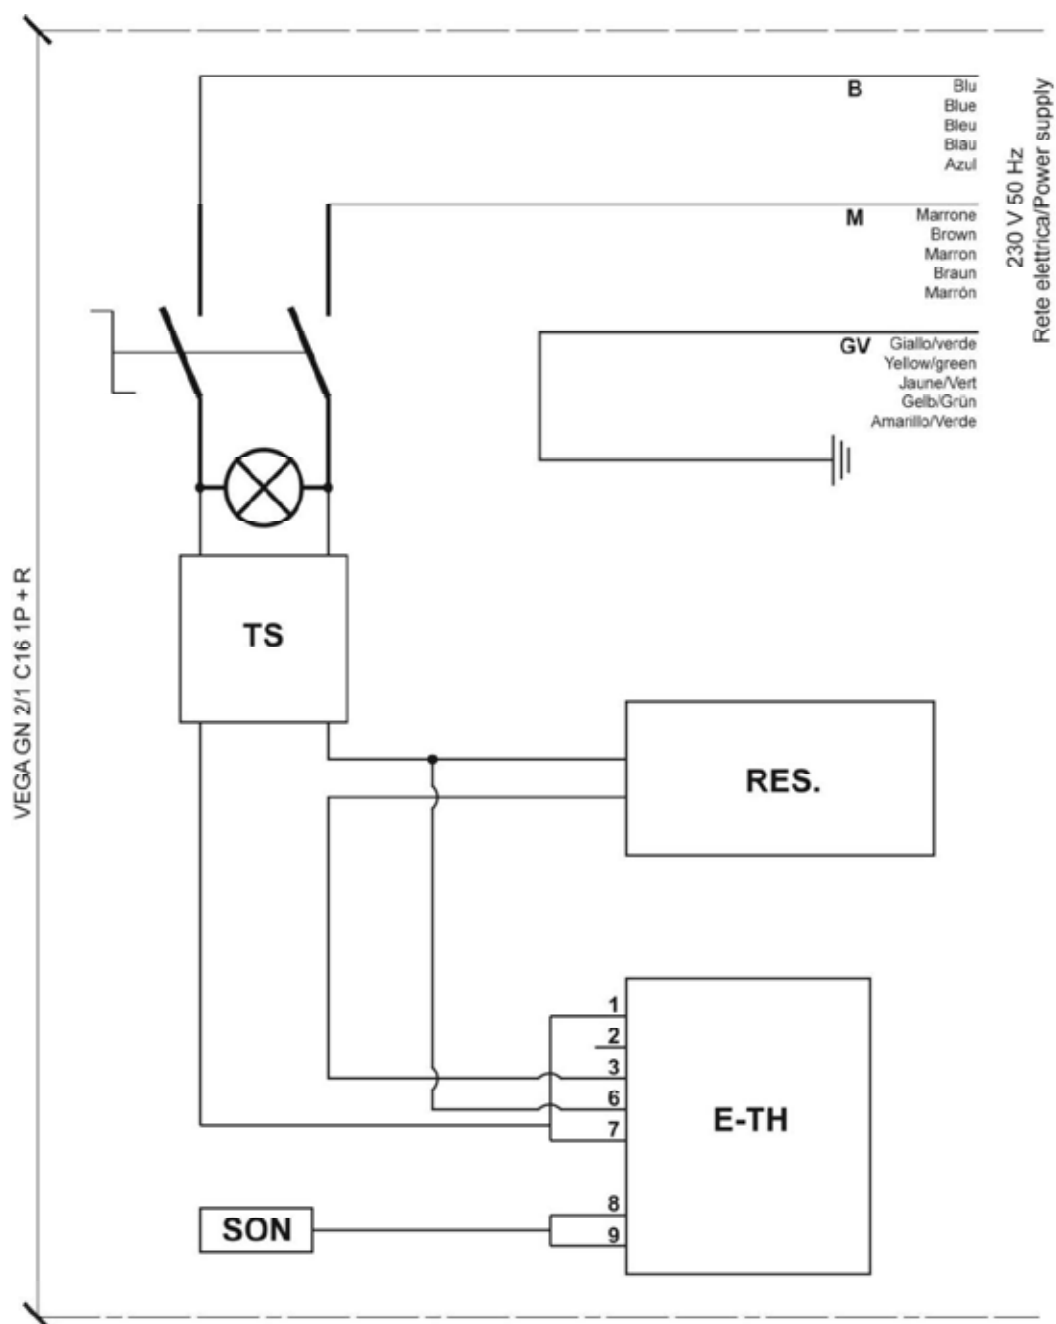 B
Blu
Blue
Bleu
Blau
Azul
M
Marrone
Brown
Marron
Braun
Marrón
GV
Giallo/verde
Yellow/green
Jaune/Vert
Gelb/Grün
Amarillo/Verde
230 V 50 Hz
Rete elettrica/Power supply
VEGA GN 2/1 C16 1P + R
TS
RES.
1
2
3
6
7
E-TH
8
9
SON